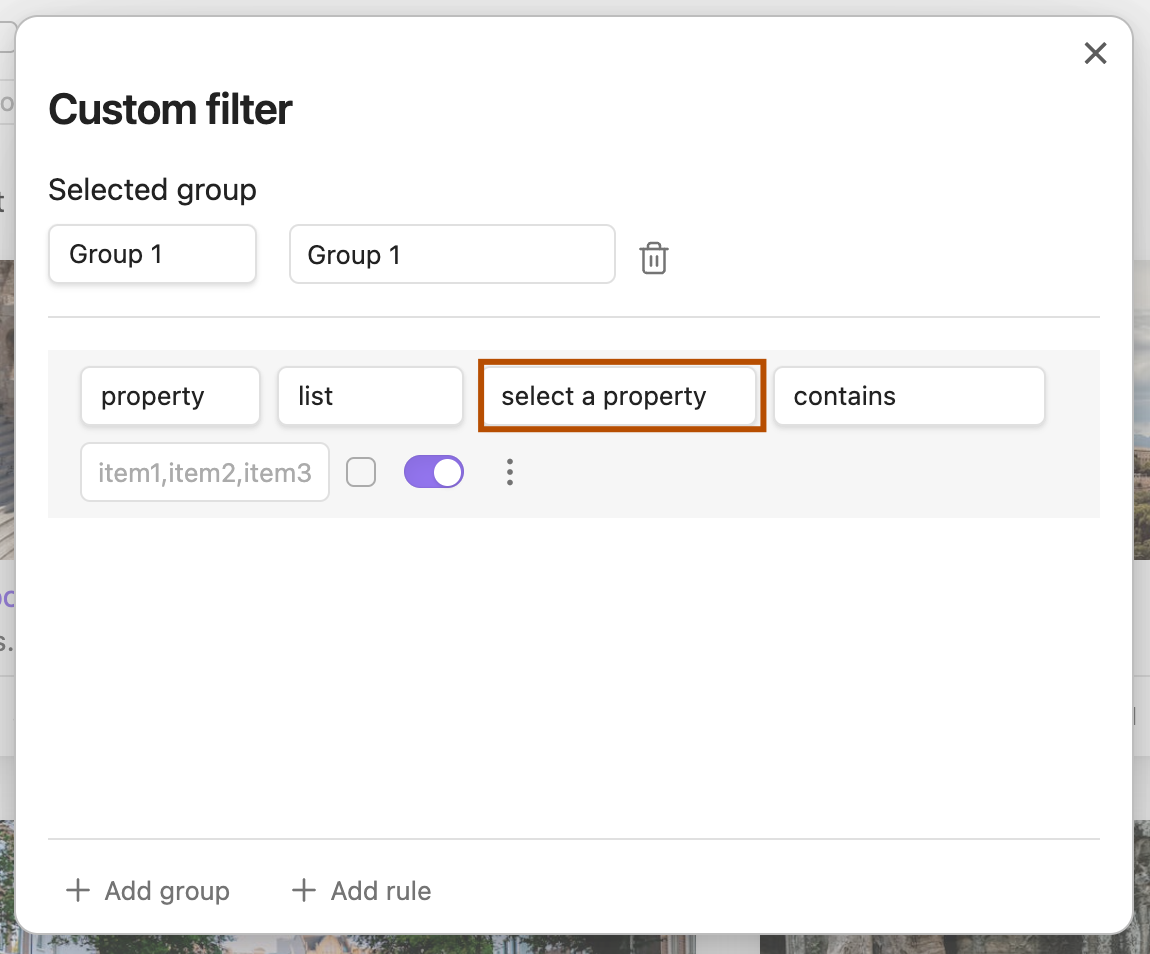 Custom filter
Selected group
Group 1 Group 1
property list select a property contains
item1,item2,item3
Add group Add rule